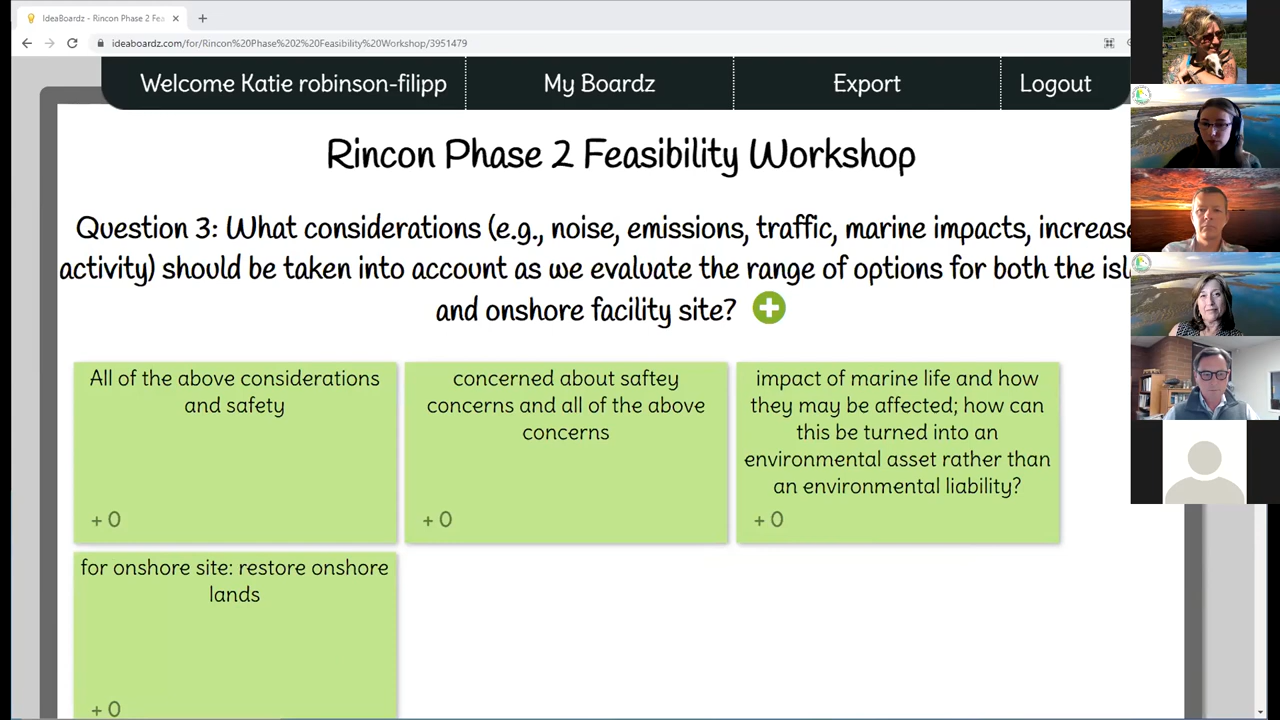 IdeaBoardz - Rincon Phase 2 Fea
ideaboardz.com/for/Rincon%20Phase%202%20Feasibility%20Workshop/3951479
Welcome Katie robinson-filipp
My Boardz
Export
Logout
Rincon Phase 2 Feasibility Workshop
Question 3: What considerations (e.g., noise, emissions, traffic, marine impacts, increase
activity) should be taken into account as we evaluate the range of options for both the isl
and onshore facility site?
All of the above considerations
and safety
+ 0
concerned about saftey
concerns and all of the above
concerns
+ 0
impact of marine life and how
they may be affected; how can
this be turned into an
environmental asset rather than
an environmental liability?
+ 0
for onshore site: restore onshore
lands
+ 0